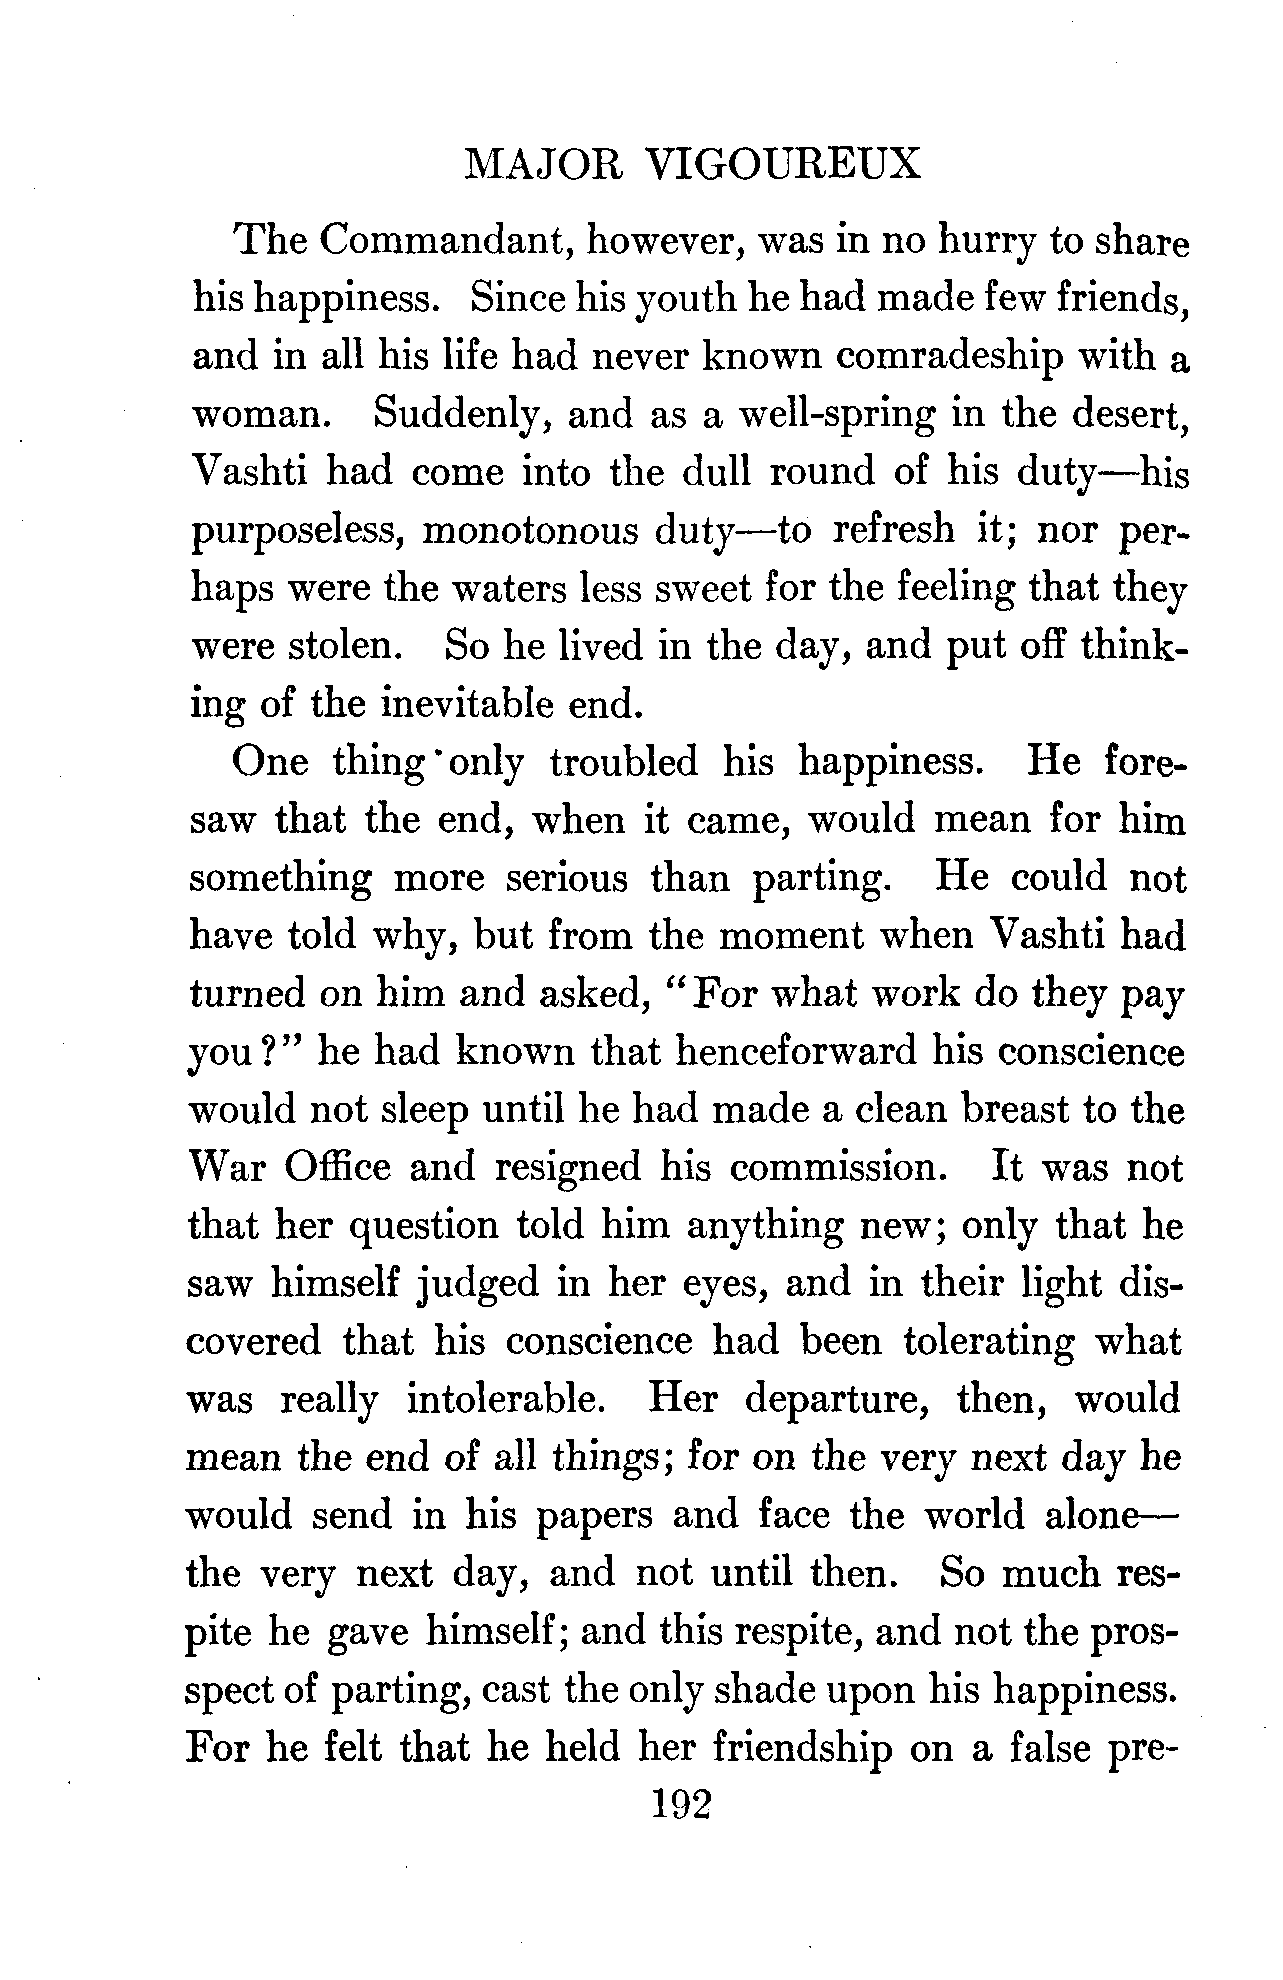 MAJOR VIGOUREUX
The Commandant, however, was in no hurry to share
his happiness. Since his youth he had made few friends,
and in all his life had never known comradeship with a
woman. Suddenly, and as a well-spring in the desert,
Vashti had come into the dull round of his duty—his
purposeless, monotonous duty—to refresh it; nor per-
haps were the waters less sweet for the feeling that they
were stolen. So he lived in the day, and put off think-
ing of the inevitable end.
One thing only troubled his happiness. He fore-
saw that the end, when it came, would mean for him
something more serious than parting. He could not
have told why, but from the moment when Vashti had
turned on him and asked, "For what work do they pay
you?" he had known that henceforward his conscience
would not sleep until he had made a clean breast to the
War Office and resigned his commission. It was not
that her question told him anything new; only that he
saw himself judged in her eyes, and in their light dis-
covered that his conscience had been tolerating what
was really intolerable. Her departure, then, would
mean the end of all things; for on the very next day he
would send in his papers and face the world alone—
the very next day, and not until then. So much res-
pite he gave himself; and this respite, and not the pros-
spect of parting, cast the only shade upon his happiness.
For he felt that he held her friendship on a false pre-
192